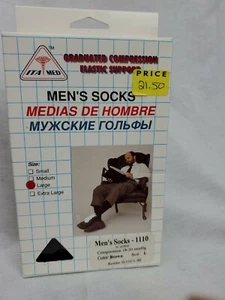 ITA MED
TM
GRADUATED COMPRESSION
ELASTIC SUPPORT
PRICE
21.50
MEN'S SOCKS
MEDIAS DE HOMBRE
МУЖСКИЕ ГОЛЬФЫ
Size:
Small
Medium
Large
Extra Large
Men's Socks - 1110
Color Brown